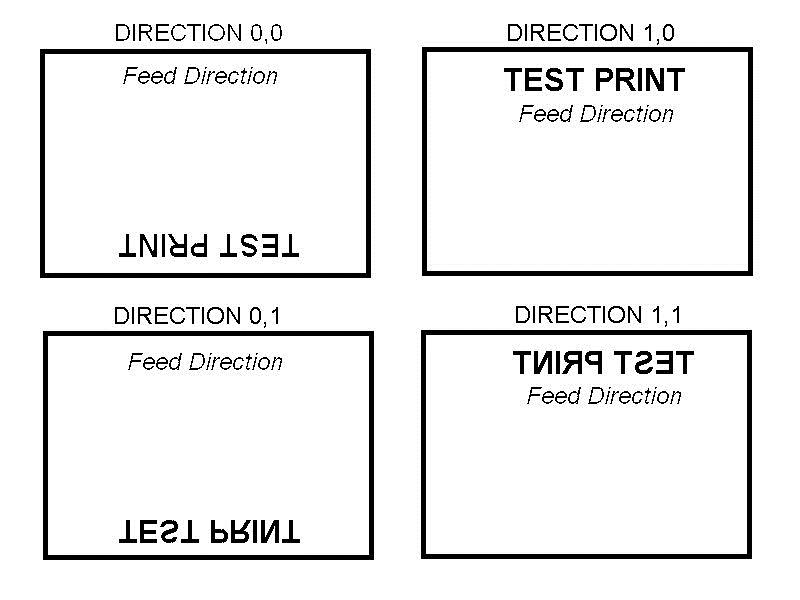 DIRECTION 0,0
Feed Direction
TEST PRINT
DIRECTION 1,0
TEST PRINT
Feed Direction
DIRECTION 0,1
Feed Direction
TEST PRINT
DIRECTION 1,1
TEST PRINT
Feed Direction